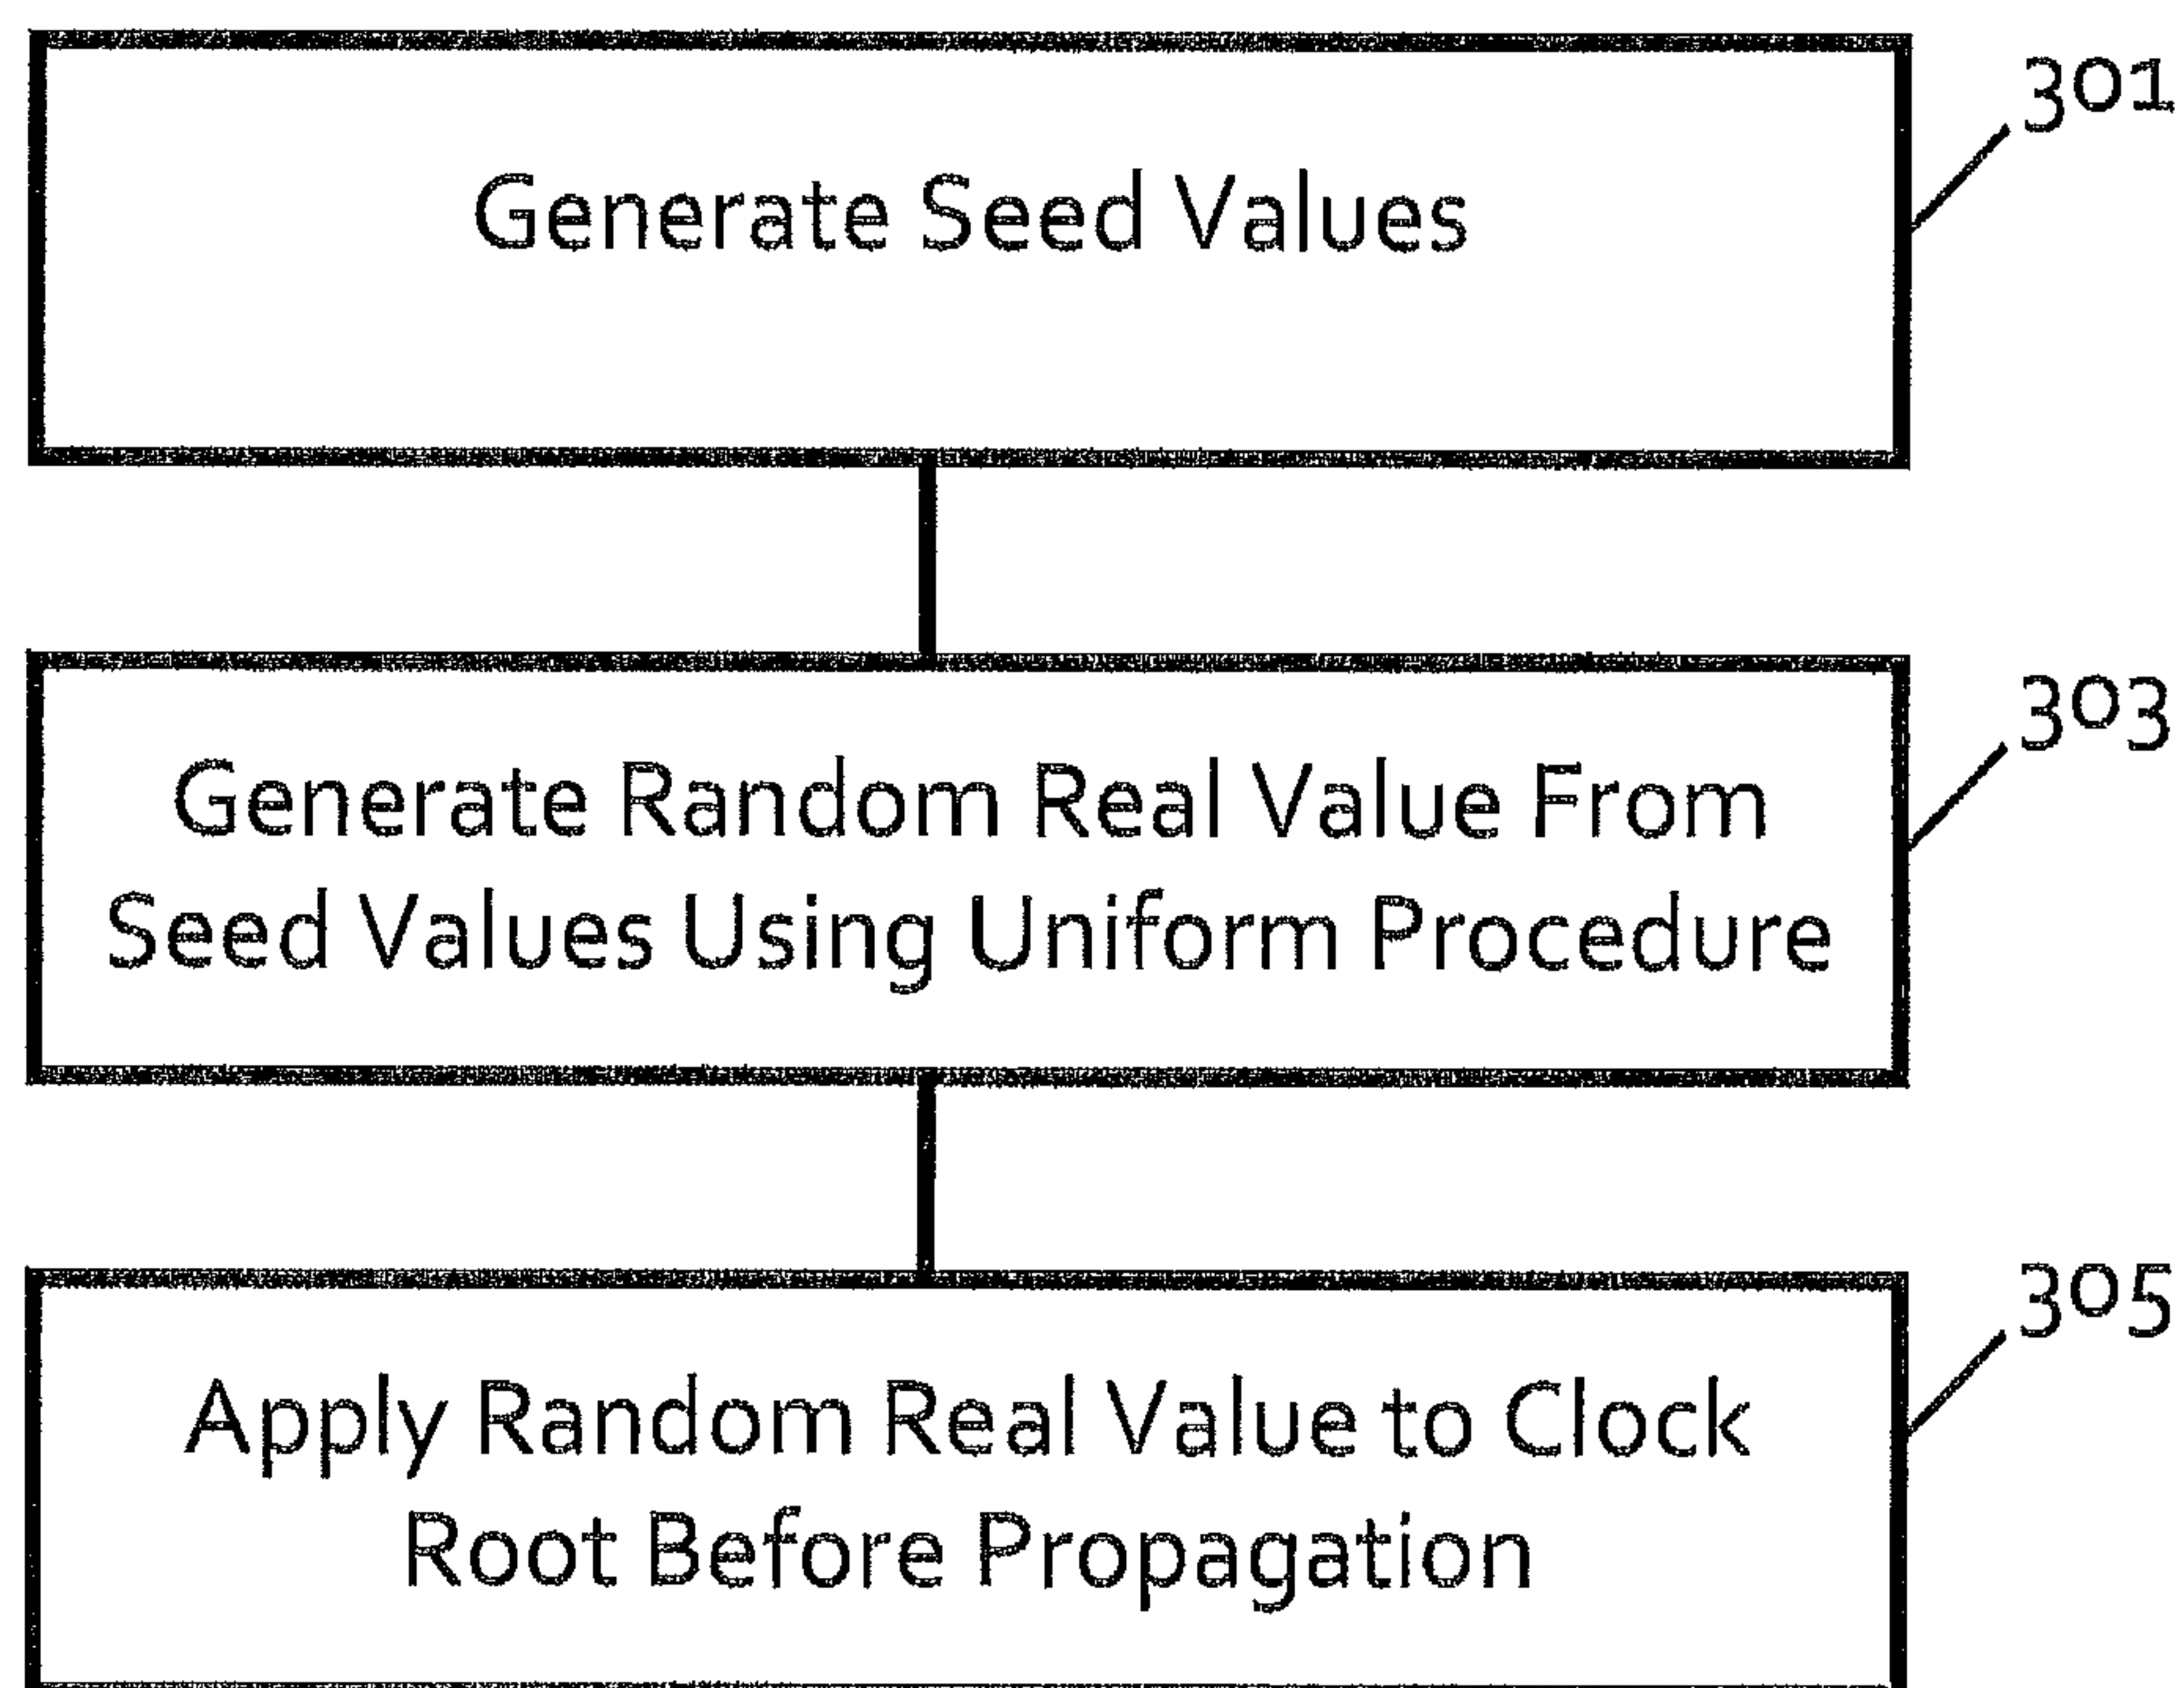 301
Generate Seed Values
303
Generate Random Real Value From
Seed Values Using Uniform Procedure
305
Apply Random Real Value to Clock
Root Before Propagation